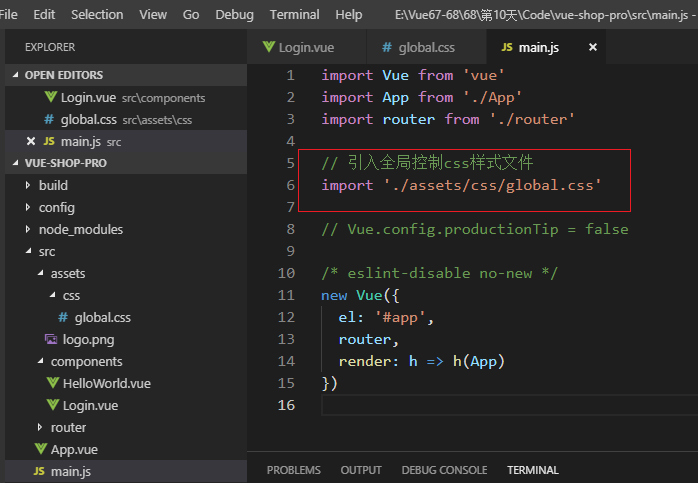 File Selection View Go Debug Terminal Help E:\Vue67-68\68\第10天\Code\vue-shop-pro\src\main.js
EXPLORER
OPEN EDITORS
Login.vue src\components
# global.css src\assets\css
JS main.js src
VUE-SHOP-PRO
build
config
node_modules
src
assets
css
# global.css
logo.png
components
HelloWorld.vue
Login.vue
router
App.vue
JS main.js
Login.vue # global.css JS main.js
1 import Vue from 'vue'
2 import App from './App'
3 import router from './router'
4
5 // 引入全局控制css样式文件
6 import './assets/css/global.css'
7
8 // Vue.config.productionTip = false
9
10 /* eslint-disable no-new */
11 new Vue({
12 el: '#app',
13 router,
14 render: h => h(App)
15 })
16
PROBLEMS OUTPUT DEBUG CONSOLE TERMINAL